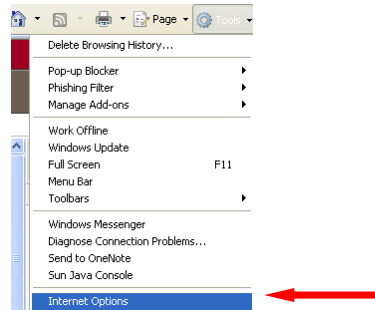 Page Tools
Delete Browsing History...
Pop-up Blocker
Phishing Filter
Manage Add-ons
Work Offline
Windows Update
Full Screen F11
Menu Bar
Toolbars
Windows Messenger
Diagnose Connection Problems...
Send to OneNote
Sun Java Console
Internet Options